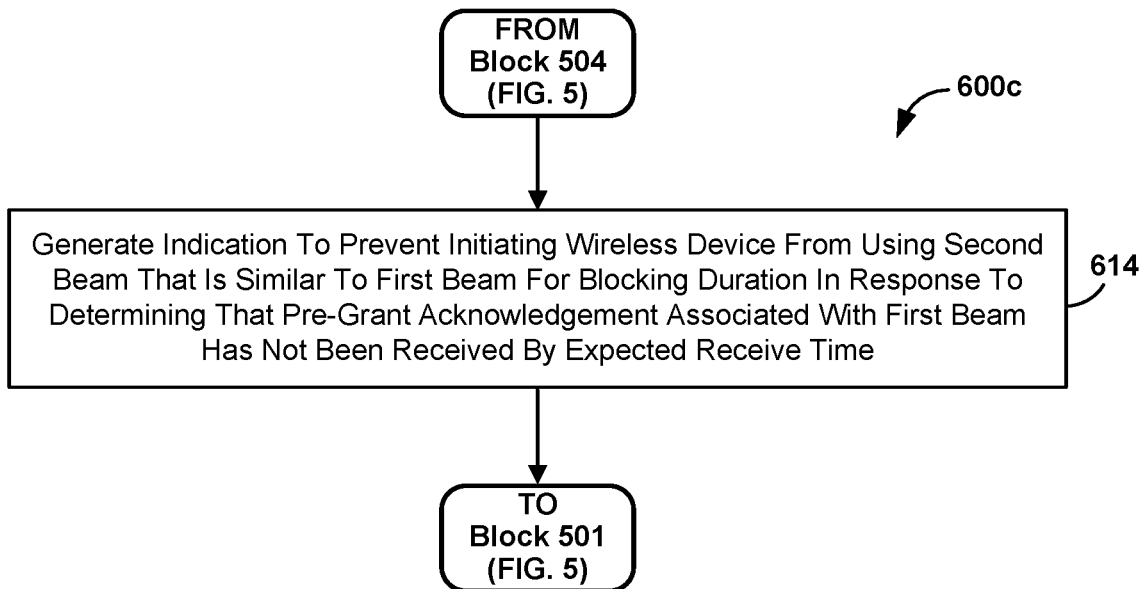 FROM
Block 504
(FIG. 5)
600c
Generate Indication To Prevent Initiating Wireless Device From Using Second
Beam That Is Similar To First Beam For Blocking Duration In Response To
Determining That Pre-Grant Acknowledgement Associated With First Beam
Has Not Been Received By Expected Receive Time
614
TO
Block 501
(FIG. 5)